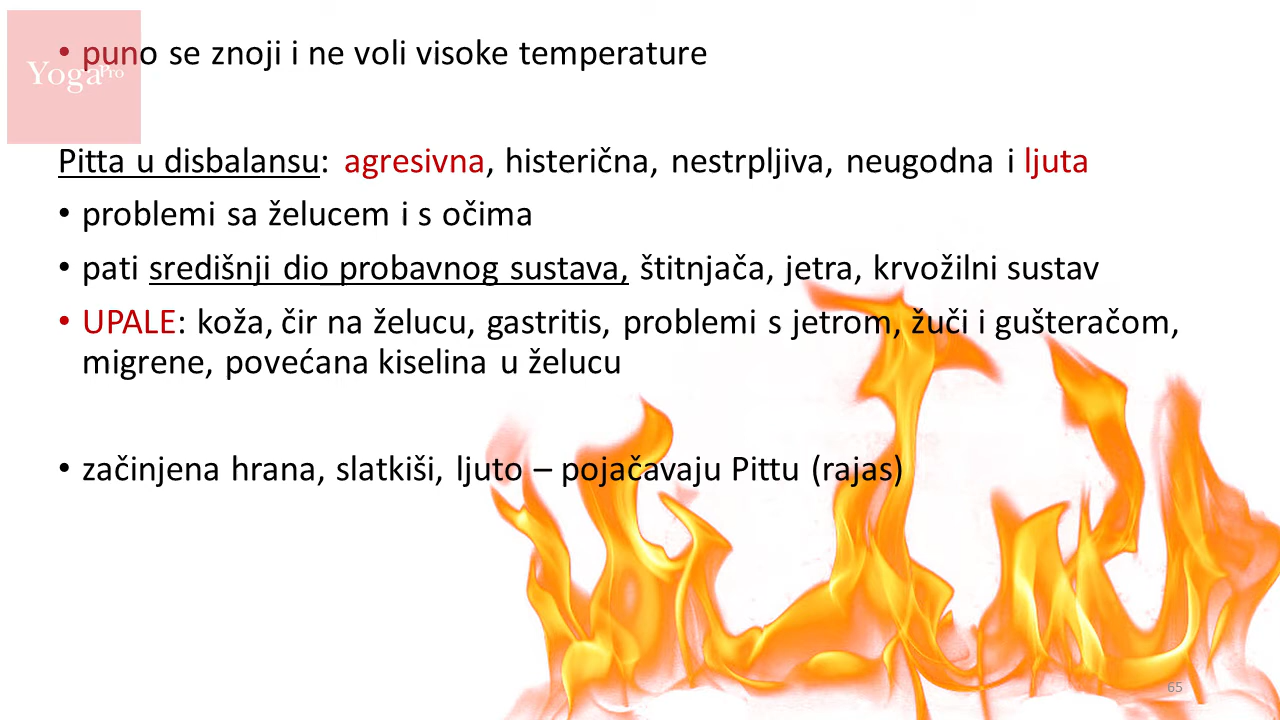 • puno se znoji i ne voli visoke temperature
YogaPro
Pitta u disbalansu: agresivna, histerična, nestrpljiva, neugodna i ljuta
• problemi sa želucem i s očima
• pati središnji dio probavnog sustava, štitnjača, jetra, krvožilni sustav
• UPALE: koža, čir na želucu, gastritis, problemi s jetrom, žuči i gušteračom,
migrene, povećana kiselina u želucu
• začinjena hrana, slatkiši, ljuto – pojačavaju Pittu (rajas)
65